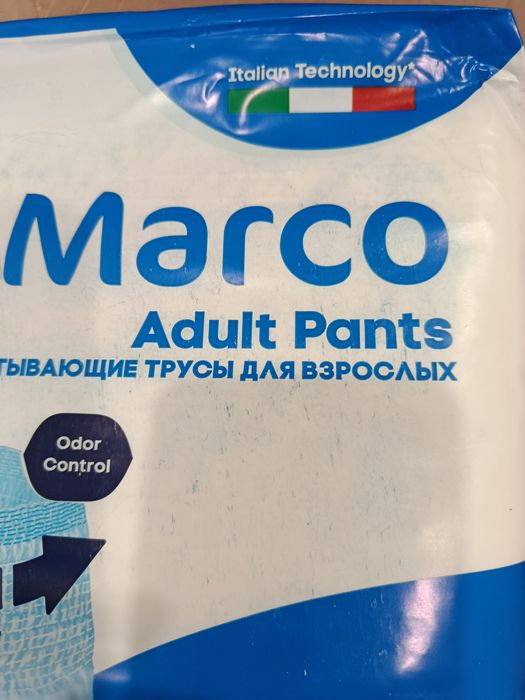 Italian Technology*
Marco
Adult Pants
ТЫВАЮЩИЕ ТРУСЫ ДЛЯ ВЗРОСЛЫХ
Odor
Control